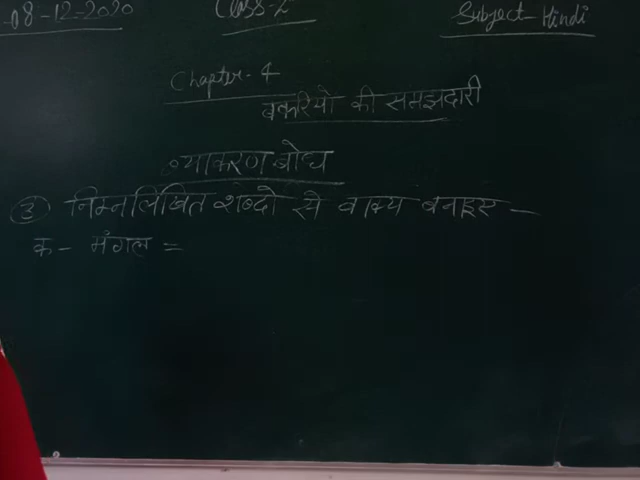 08-12-2020 Class-2 Subject-Hindi
Chapter-4
बकरियो की समझदारी
व्याकरण बोध
③ निम्नलिखित शब्दो से वाक्य बनाइए –
क – मंगल =